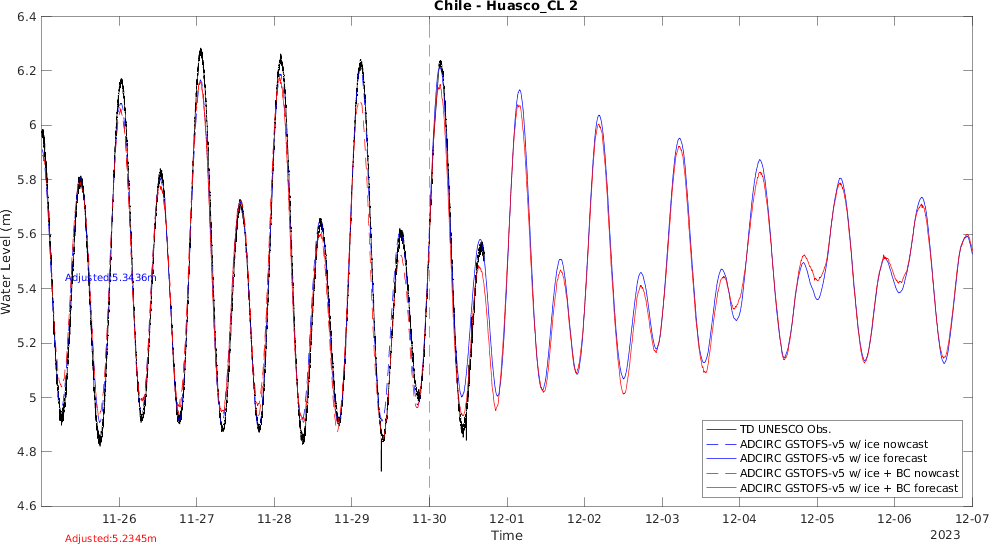 Chile - Huasco_CL 2
6.4
6.2
6
5.8
5.6
5.4
5.2
5
4.8
4.6
Water Level (m)
Adjusted:5.3436m
TD UNESCO Obs.
ADCIRC GSTOFS-v5 w/ ice nowcast
ADCIRC GSTOFS-v5 w/ ice forecast
ADCIRC GSTOFS-v5 w/ ice + BC nowcast
ADCIRC GSTOFS-v5 w/ ice + BC forecast
11-26 11-27 11-28 11-29 11-30 12-01 12-02 12-03 12-04 12-05 12-06 12-07
Time
2023
Adjusted:5.2345m